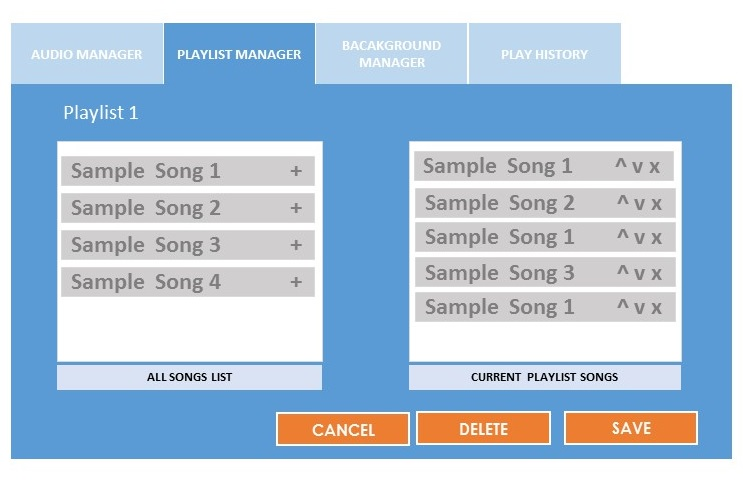 AUDIO MANAGER
PLAYLIST MANAGER
BACAKGROUND
MANAGER
PLAY HISTORY
Playlist 1
Sample Song 1 +
Sample Song 2 +
Sample Song 3 +
Sample Song 4 +
ALL SONGS LIST
Sample Song 1 ^ v x
Sample Song 2 ^ v x
Sample Song 1 ^ v x
Sample Song 3 ^ v x
Sample Song 1 ^ v x
CURRENT PLAYLIST SONGS
CANCEL
DELETE
SAVE